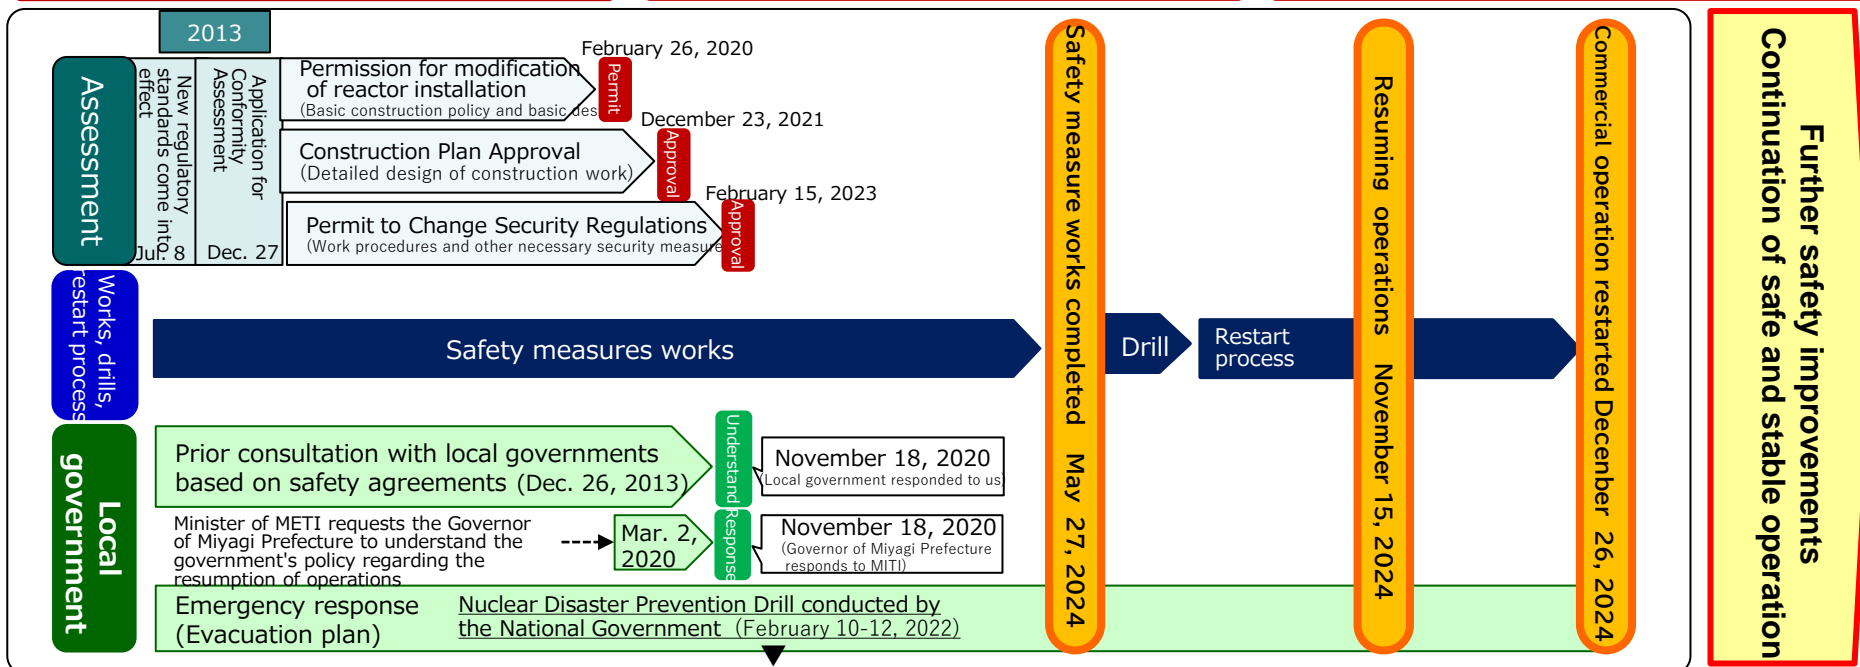 2013
Assessment
New regulatory
standards come into
effect
Jul. 8
Application for
Conformity
Assessment
Dec. 27
February 26, 2020
Permission for modification
of reactor installation
(Basic construction policy and basic des
Permit
December 23, 2021
Construction Plan Approval
(Detailed design of construction work)
Approval
February 15, 2023
Permit to Change Security Regulations
(Work procedures and other necessary security measure
Approval
Works, drills,
restart process
Safety measures works
Drill
Restart
process
Local
government
Prior consultation with local governments
based on safety agreements (Dec. 26, 2013)
Understand
November 18, 2020
(Local government responded to us)
Minister of METI requests the Governor
of Miyagi Prefecture to understand the
government's policy regarding the
resumption of operations
Mar. 2,
2020
Response
November 18, 2020
(Governor of Miyagi Prefecture
responds to MITI)
Emergency response
(Evacuation plan)
Nuclear Disaster Prevention Drill conducted by
the National Government (February 10-12, 2022)
Safety measure works completed May 27, 2024
Resuming operations November 15, 2024
Commercial operation restarted December 26, 2024
Further safety improvements
Continuation of safe and stable operation